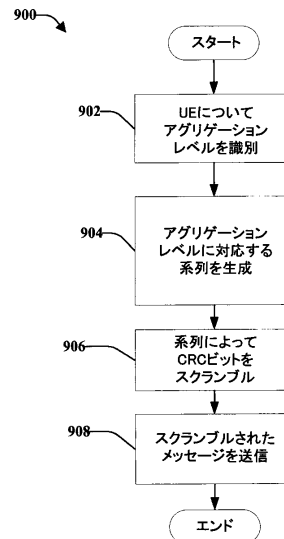 900
スタート
902
UEについて
アグリゲーション
レベルを識別
904
アグリゲーション
レベルに対応する
系列を生成
906
系列によって
CRCビットを
スクランブル
908
スクランブルされた
メッセージを送信
エンド